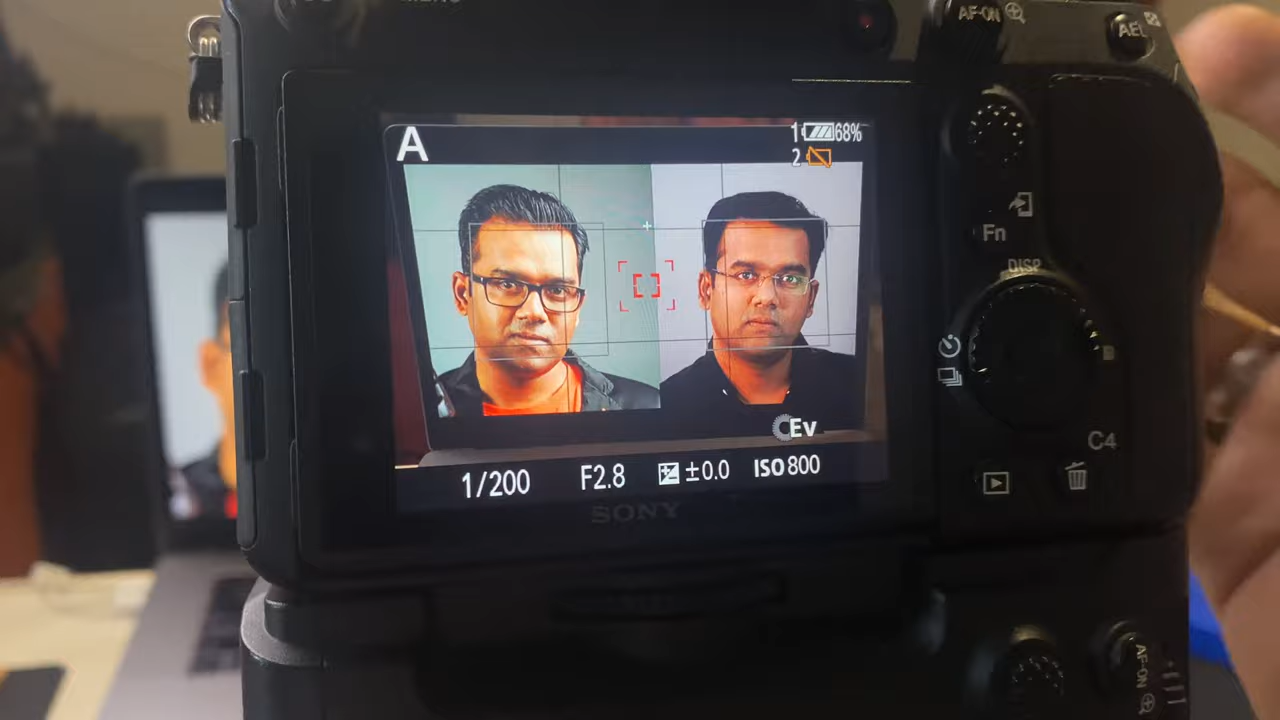 MENU
AF-ON
AEL
A
1 68%
2
Fn
DISP
Ev
1/200 F2.8 ±0.0 ISO 800
C4
SONY
AF-ON